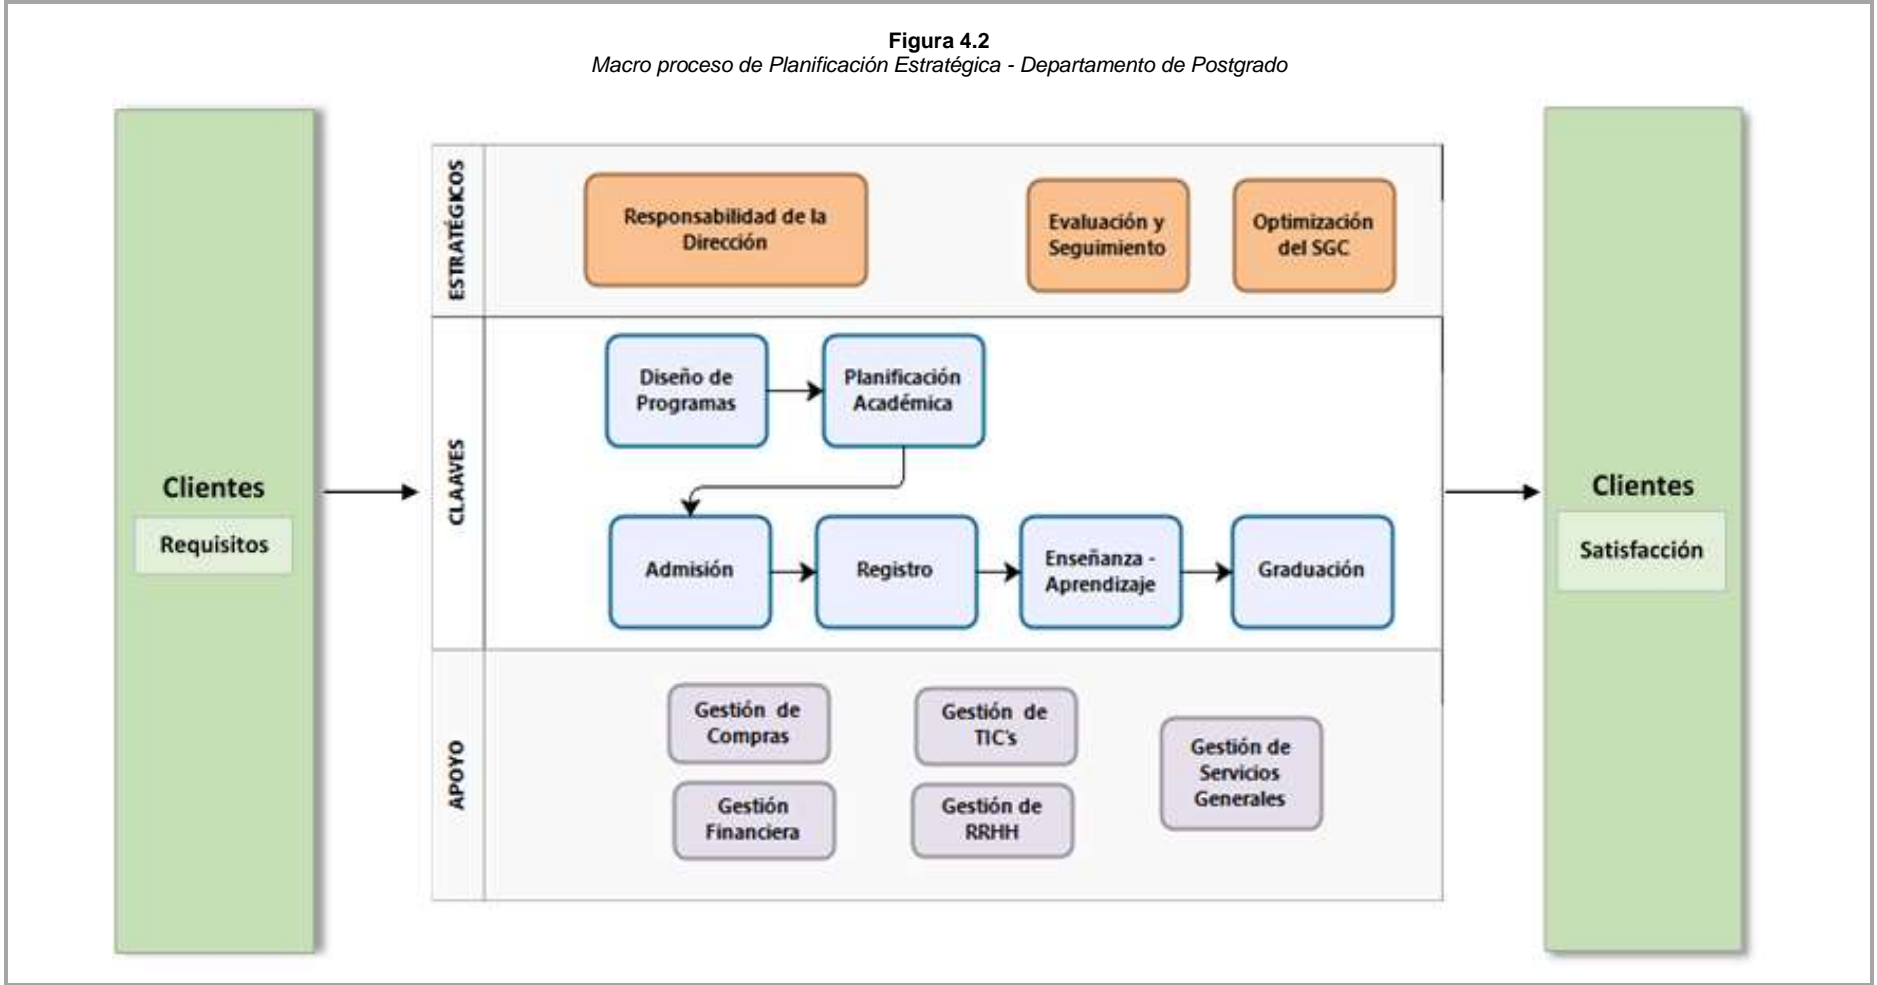 Figura 4.2
Macro proceso de Planificación Estratégica - Departamento de Postgrado
Clientes
Requisitos
ESTRATÉGICOS
Responsabilidad de la
Dirección
Evaluación y
Seguimiento
Optimización
del SGC
CLAAVES
Diseño de
Programas
Planificación
Académica
Admisión
Registro
Enseñanza -
Aprendizaje
Graduación
APOYO
Gestión de
Compras
Gestión de
TIC's
Gestión
Financiera
Gestión de
RRHH
Gestión de
Servicios
Generales
Clientes
Satisfacción